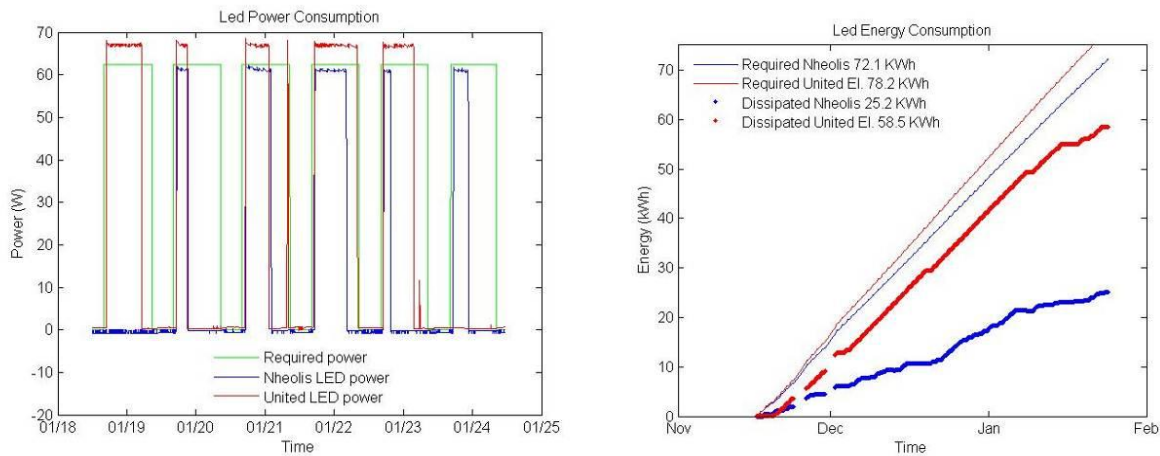 Led Power Consumption
70
60
50
40
30
20
10
0
-10
-20
Power (W)
Required power
Nheolis LED power
United LED power
01/18 01/19 01/20 01/21 01/22 01/23 01/24 01/25
Time
Led Energy Consumption
Required Nheolis 72.1 KWh
Required United El. 78.2 KWh
Dissipated Nheolis 25.2 KWh
Dissipated United El. 58.5 KWh
70
60
50
40
30
20
10
0
Energy (kWh)
Nov Dec Jan Feb
Time